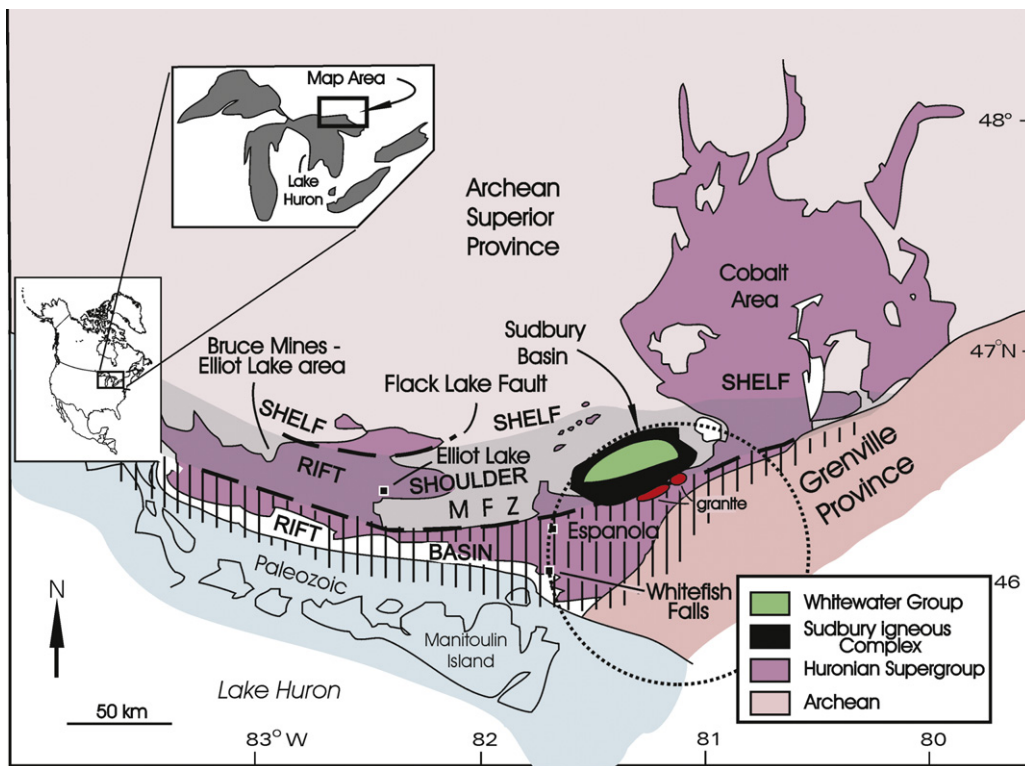 Map Area
Lake
Huron
48°
Archean
Superior
Province
Cobalt
Area
Sudbury
Basin
47°N
Bruce Mines -
Elliot Lake area
Flack Lake Fault
SHELF
SHELF
SHELF
RIFT
Elliot Lake
SHOULDER
M F Z
granite
Grenville
Province
Espanola
RIFT
BASIN
Paleozoic
Whitefish
Falls
N
Manitoulin
Island
46
Lake Huron
50 km
Whitewater Group
Sudbury Igneous
Complex
Huronian Supergroup
Archean
83° W
82
81
80